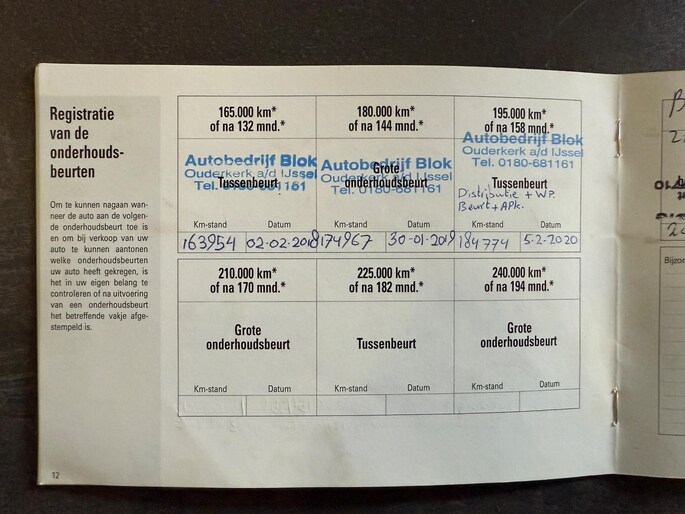 Registratie
van de
onderhouds-
beurten
Om te kunnen nagaan wan-
neer de auto aan de volgen-
de onderhoudsbeurt toe is
en om bij verkoop van uw
auto te kunnen aantonen
welke onderhoudsbeurten
uw auto heeft gekregen, is
het in uw eigen belang te
controleren of na uitvoering
van een onderhoudsbeurt
het betreffende vakje afge-
stempeld is.
165.000 km*
of na 132 mnd.*
Autobedrijf Blok
Ouderkerk a/d IJssel
Tussenbeurt
Tel. 0180-681161
Km-stand Datum
163954 02-02-2018
180.000 km*
of na 144 mnd.*
Autobedrijf Blok
Grote
Ouderkerk a/d IJssel
onderhoudsbeurt
Tel. 0180-681161
Km-stand Datum
174967 30-01-2019
195.000 km*
of na 158 mnd.*
Autobedrijf Blok
Ouderkerk a/d IJssel
Tel. 0180-681161
Tussenbeurt
Distributie + WP.
Beurt + APK.
Km-stand Datum
184774 5-2-2020
210.000 km*
of na 170 mnd.*
Grote
onderhoudsbeurt
Km-stand Datum
225.000 km*
of na 182 mnd.*
Tussenbeurt
Km-stand Datum
240.000 km*
of na 194 mnd.*
Grote
onderhoudsbeurt
Km-stand Datum
12